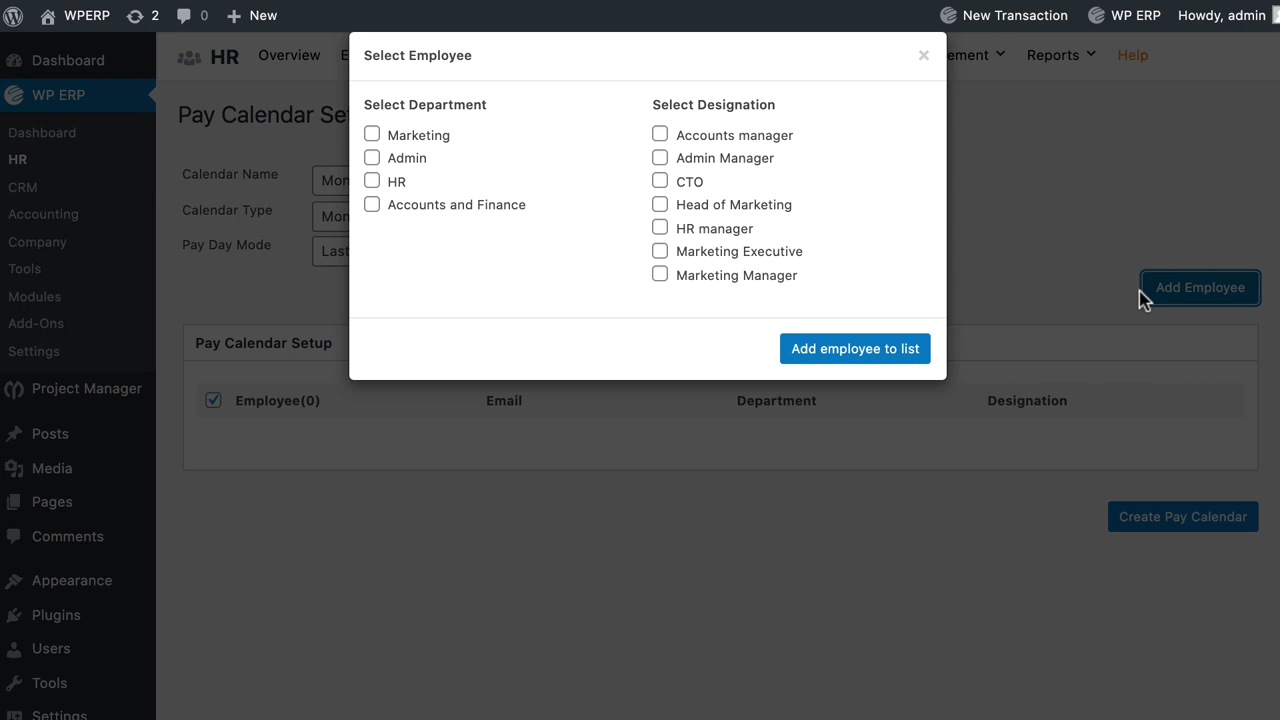 WPERP 2 0 New New Transaction WP ERP Howdy, admin
Dashboard
WP ERP
Dashboard
HR
CRM
Accounting
Company
Tools
Modules
Add-Ons
Settings
Project Manager
Posts
Media
Pages
Comments
Appearance
Plugins
Users
Tools
Settings
HR Overview Reports Help
Pay Calendar
Calendar Name
Calendar Type
Pay Day Mode Last
Select Employee ×
Select Department
Marketing
Admin
HR
Accounts and Finance
Select Designation
Accounts manager
Admin Manager
CTO
Head of Marketing
HR manager
Marketing Executive
Marketing Manager
Add employee to list
Add Employee
Pay Calendar Setup
Employee(0) Email Department Designation
Create Pay Calendar